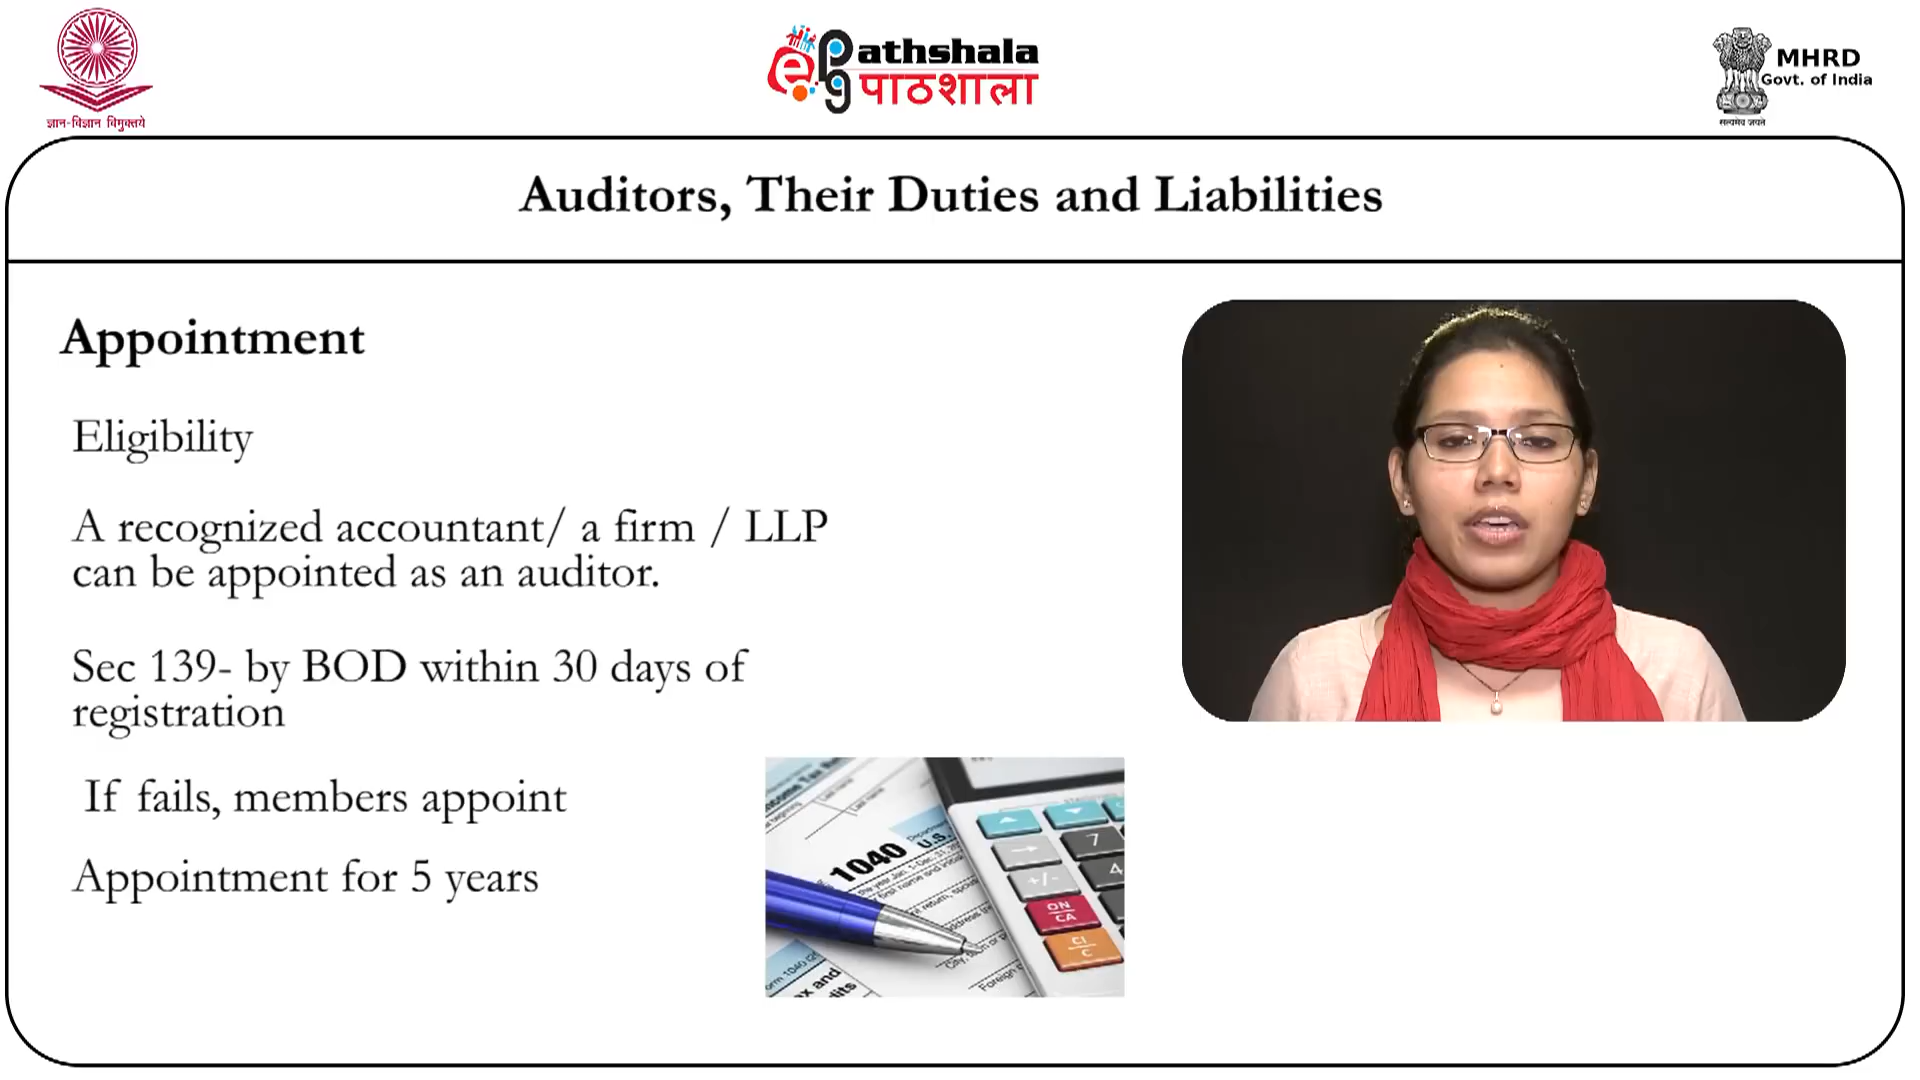 ज्ञान-विज्ञान विमुक्तये
ePathshala
पाठशाला
MHRD
Govt. of India
सत्यमेव जयते
Auditors, Their Duties and Liabilities
Appointment
Eligibility
A recognized accountant/ a firm / LLP
can be appointed as an auditor.
Sec 139- by BOD within 30 days of
registration
If fails, members appoint
Appointment for 5 years
1040
U.S.
7
4
+/-
ON
CA
CI
C